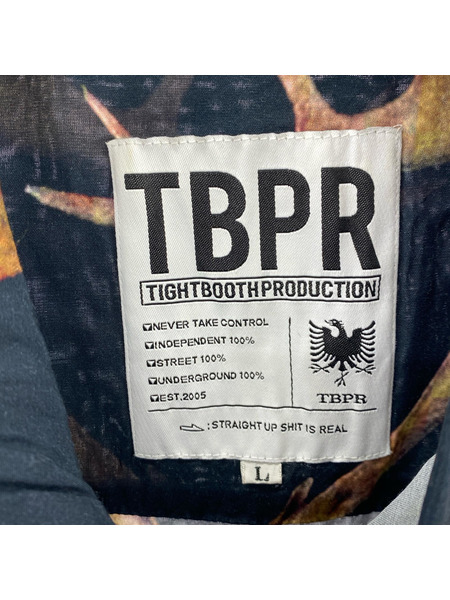 TBPR
TIGHTBOOTHPRODUCTION
NEVER TAKE CONTROL
INDEPENDENT 100%
STREET 100%
UNDERGROUND 100%
EST.2005
TBPR
:STRAIGHT UP SHIT IS REAL
L